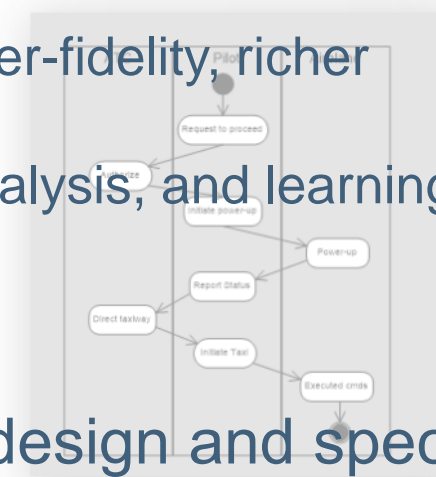 er-fidelity, richer
Pilot
Request to proceed
alysis, and learning
Authorize
Initiate power-up
Power-up
Report Status
Direct taxiway
Initiate Taxi
Executed cmds
design and spec